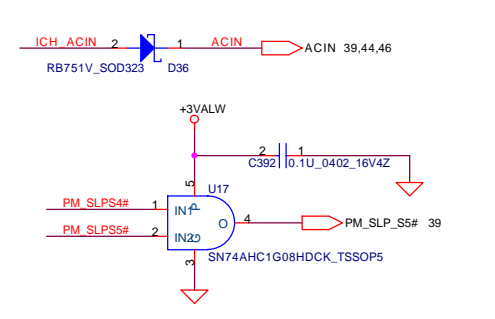 ICH_ACIN 2 1 ACIN ACIN 39,44,46
RB751V_SOD323 D36
+3VALW
2 1
C392 0.1U_0402_16V4Z
5 U17
PM_SLPS4# 1 IN1 P
O 4 PM_SLP_S5# 39
PM_SLPS5# 2 IN2 G
3 SN74AHC1G08HDCK_TSSOP5